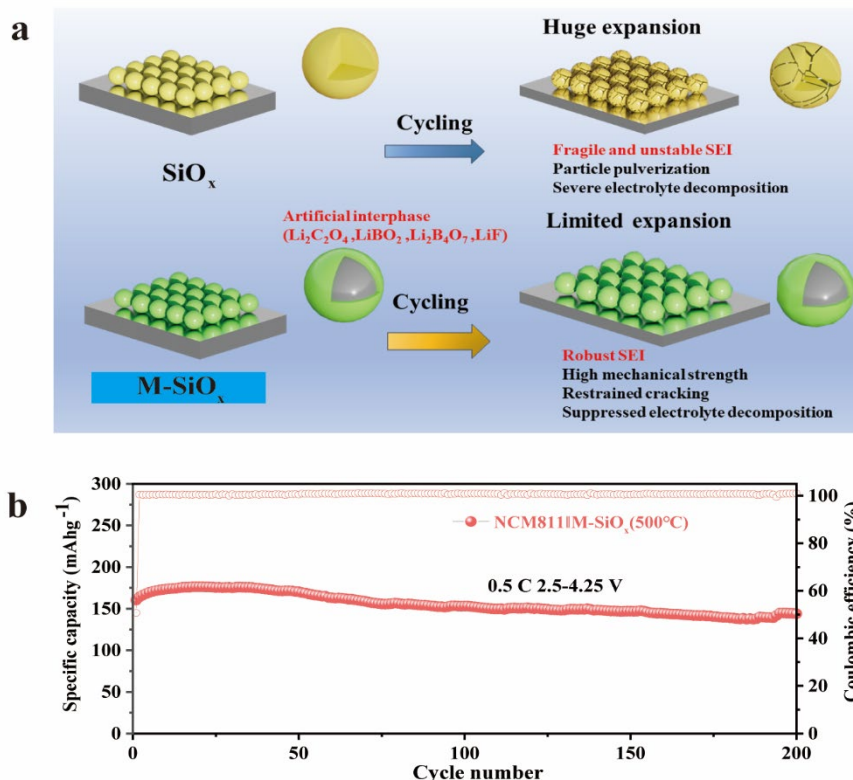 a
Huge expansion
Cycling
SiOₓ
Fragile and unstable SEI
Particle pulverization
Severe electrolyte decomposition
Artificial interphase
(Li₂C₂O₄ ,LiBO₂ ,Li₂B₄O₇ ,LiF)
Limited expansion
Cycling
M-SiOₓ
Robust SEI
High mechanical strength
Restrained cracking
Suppressed electrolyte decomposition
b
Specific capacity (mAhg⁻¹)
300
250
200
150
100
50
0
NCM811‖M-SiOₓ(500°C)
0.5 C 2.5-4.25 V
100
80
60
40
20
0
Coulombic efficiency (%)
0
50
100
150
200
Cycle number